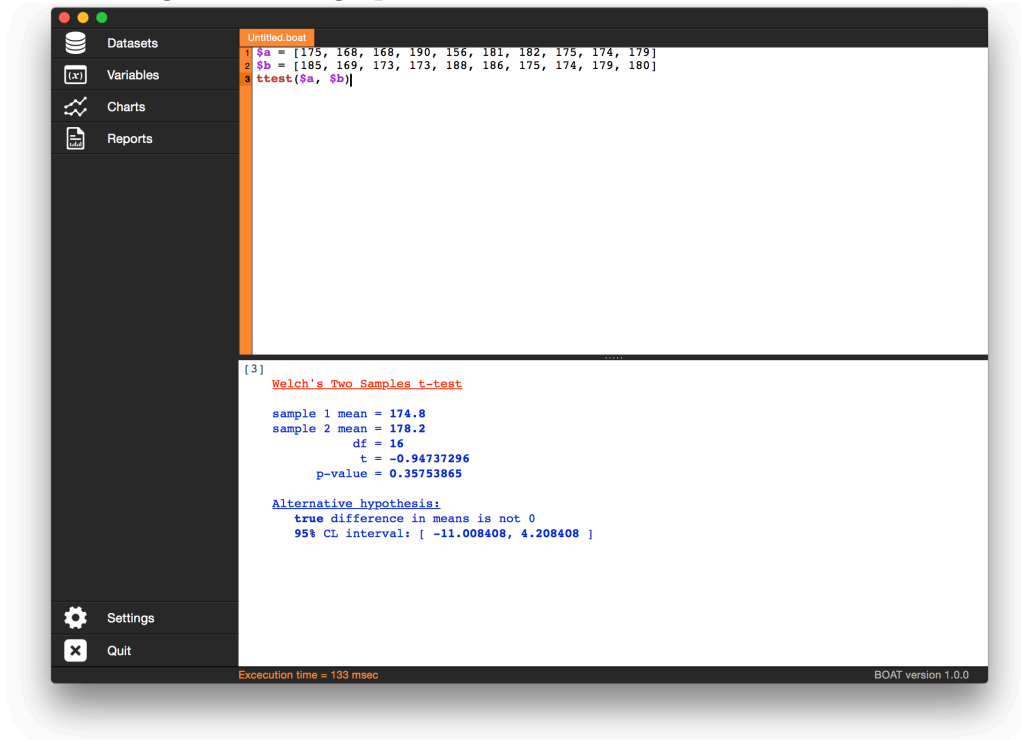 Datasets
Variables
Charts
Reports
Settings
Quit
Untitled.boat
1 $a = [175, 168, 168, 190, 156, 181, 182, 175, 174, 179]
2 $b = [185, 169, 173, 173, 188, 186, 175, 174, 179, 180]
3 ttest($a, $b)
[3]
Welch's Two Samples t-test
sample 1 mean = 174.8
sample 2 mean = 178.2
df = 16
t = -0.94737296
p-value = 0.35753865
Alternative hypothesis:
true difference in means is not 0
95% CL interval: [ -11.008408, 4.208408 ]
Excecution time = 133 msec
BOAT version 1.0.0